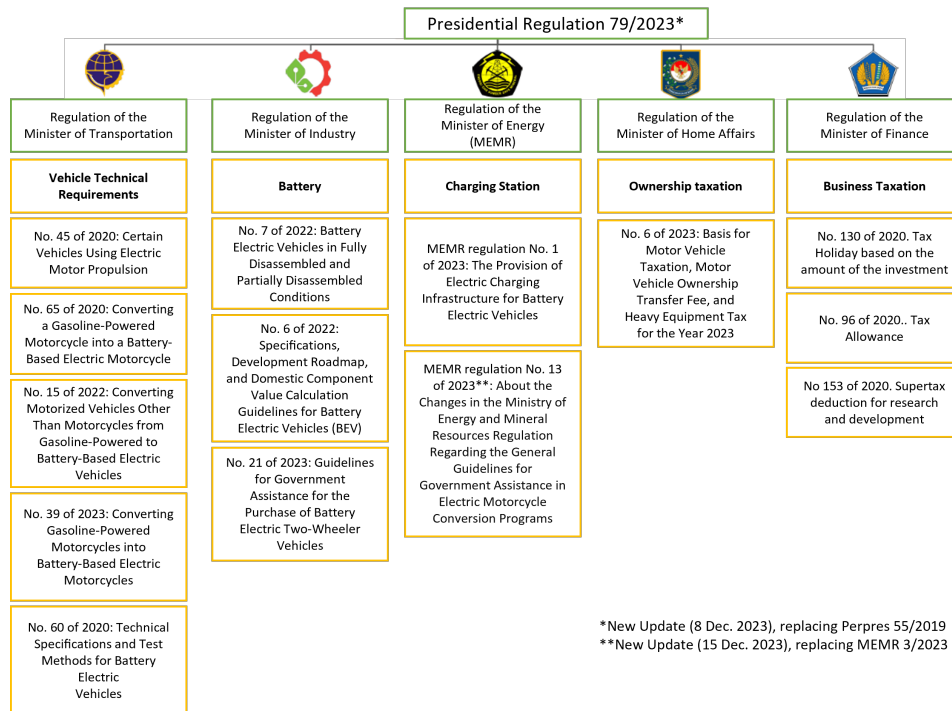 Presidential Regulation 79/2023*
Regulation of the
Minister of Transportation
Vehicle Technical
Requirements
No. 45 of 2020: Certain
Vehicles Using Electric
Motor Propulsion
No. 65 of 2020: Converting
a Gasoline-Powered
Motorcycle into a Battery-
Based Electric Motorcycle
No. 15 of 2022: Converting
Motorized Vehicles Other
Than Motorcycles from
Gasoline-Powered to
Battery-Based Electric
Vehicles
No. 39 of 2023: Converting
Gasoline-Powered
Motorcycles into
Battery-Based Electric
Motorcycles
No. 60 of 2020: Technical
Specifications and Test
Methods for Battery
Electric
Vehicles
Regulation of the
Minister of Industry
Battery
No. 7 of 2022: Battery
Electric Vehicles in Fully
Disassembled and
Partially Disassembled
Conditions
No. 6 of 2022:
Specifications,
Development Roadmap,
and Domestic Component
Value Calculation
Guidelines for Battery
Electric Vehicles (BEV)
No. 21 of 2023: Guidelines
for Government
Assistance for the
Purchase of Battery
Electric Two-Wheeler
Vehicles
Regulation of the
Minister of Energy
(MEMR)
Charging Station
MEMR regulation No. 1
of 2023: The Provision of
Electric Charging
Infrastructure for Battery
Electric Vehicles
MEMR regulation No. 13
of 2023**: About the
Changes in the Ministry of
Energy and Mineral
Resources Regulation
Regarding the General
Guidelines for
Government Assistance in
Electric Motorcycle
Conversion Programs
Regulation of the
Minister of Home Affairs
Ownership taxation
No. 6 of 2023: Basis for
Motor Vehicle
Taxation, Motor
Vehicle Ownership
Transfer Fee, and
Heavy Equipment Tax
for the Year 2023
Regulation of the
Minister of Finance
Business Taxation
No. 130 of 2020. Tax
Holiday based on the
amount of the investment
No. 96 of 2020.. Tax
Allowance
No 153 of 2020. Supertax
deduction for research
and development
*New Update (8 Dec. 2023), replacing Perpres 55/2019
**New Update (15 Dec. 2023), replacing MEMR 3/2023